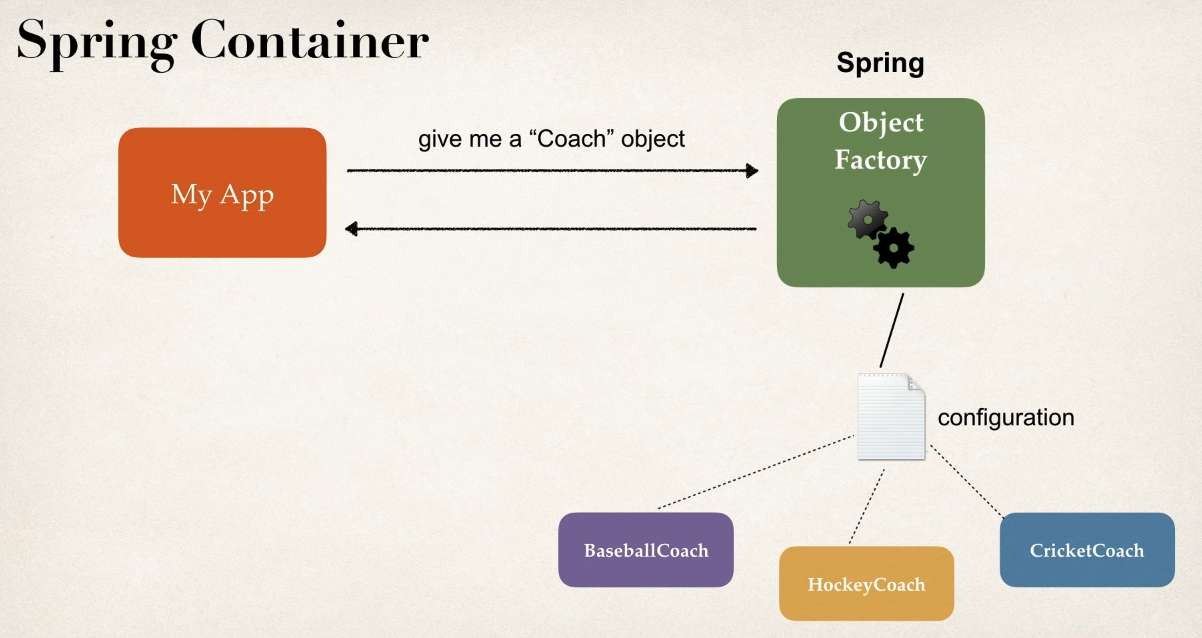 Spring Container
Spring
Object
Factory
give me a “Coach” object
My App
configuration
BaseballCoach
HockeyCoach
CricketCoach